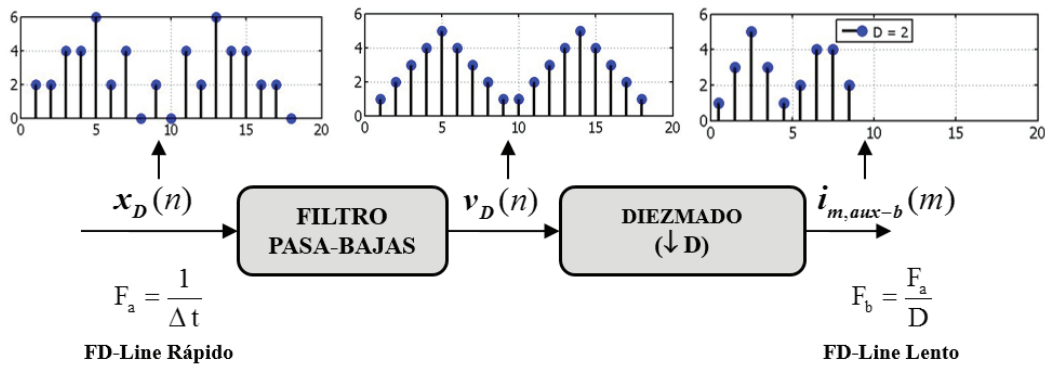 6
4
2
0
0 5 10 15 20
6
4
2
0
0 5 10 15 20
6
4
2
0
0 5 10 15 20
D = 2
x_D(n)
FILTRO
PASA-BAJAS
v_D(n)
DIEZMADO
(↓ D)
i_{m,aux-b}(m)
F_a = 1/Δt
F_b = F_a/D
FD-Line Rápido
FD-Line Lento